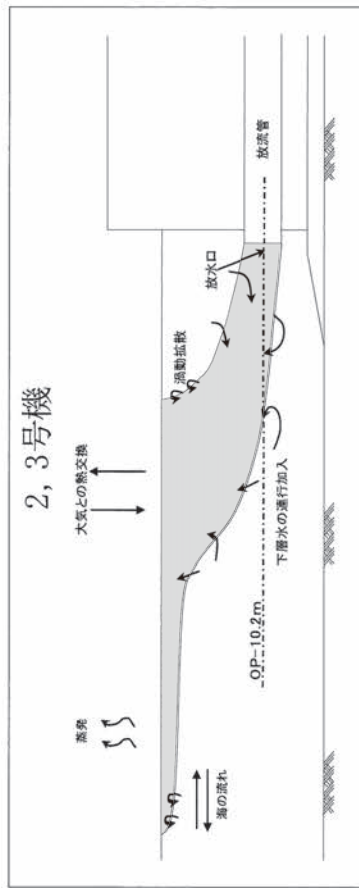 2，3号機
蒸発
大気との熱交換
渦動拡散
放水口
放流管
海の流れ
OP-10.2m
下層水の連行加入